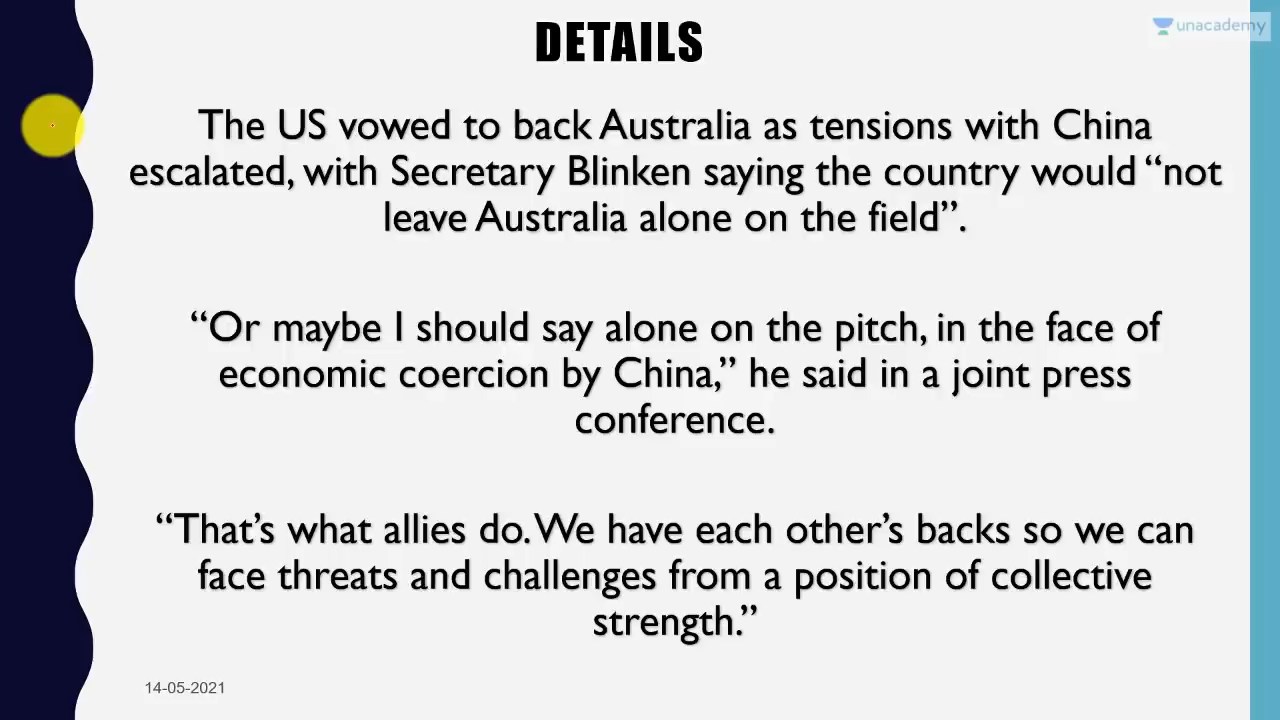 DETAILS
unacademy
The US vowed to back Australia as tensions with China
escalated, with Secretary Blinken saying the country would “not
leave Australia alone on the field”.
“Or maybe I should say alone on the pitch, in the face of
economic coercion by China,” he said in a joint press
conference.
“That’s what allies do. We have each other’s backs so we can
face threats and challenges from a position of collective
strength.”
14-05-2021